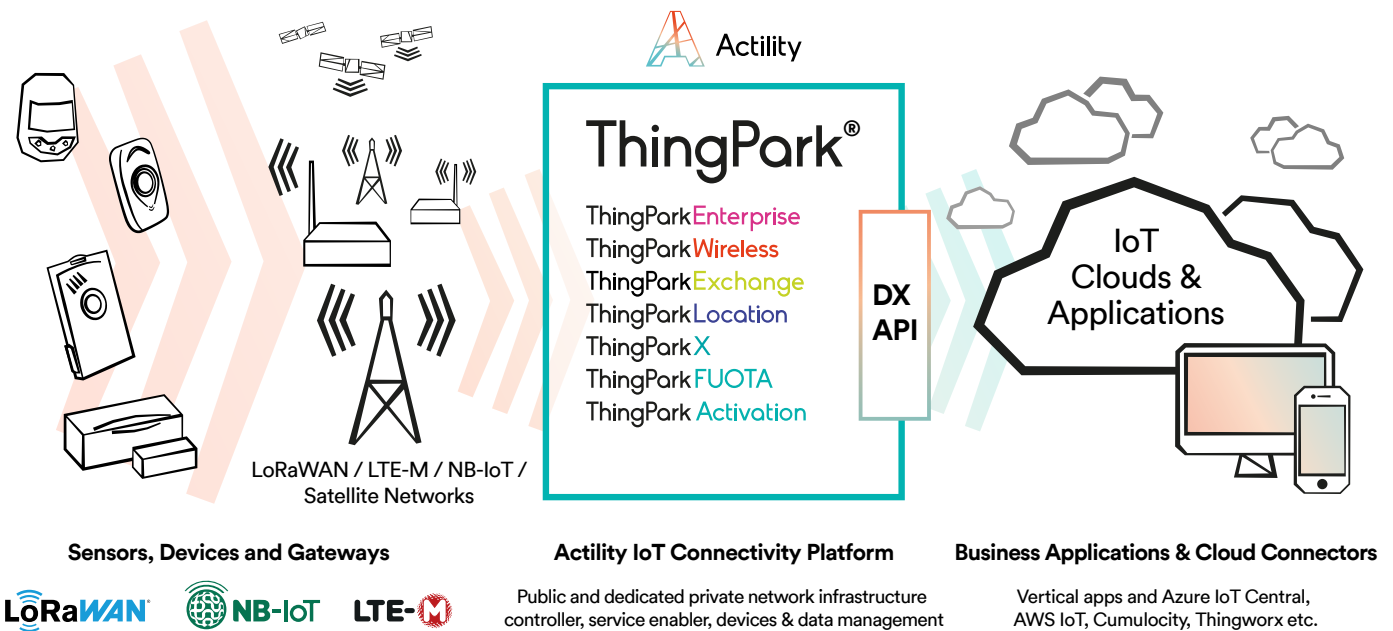 Actility
ThingPark®
ThingPark Enterprise
ThingPark Wireless
ThingPark Exchange
ThingPark Location
ThingPark X
ThingPark FUOTA
ThingPark Activation
DX
API
IoT
Clouds &
Applications
LoRaWAN / LTE-M / NB-IoT /
Satellite Networks
Sensors, Devices and Gateways
LoRaWAN
NB-IoT
LTE-M
Actility IoT Connectivity Platform
Public and dedicated private network infrastructure
controller, service enabler, devices & data management
Business Applications & Cloud Connectors
Vertical apps and Azure IoT Central,
AWS IoT, Cumulocity, Thingworx etc.